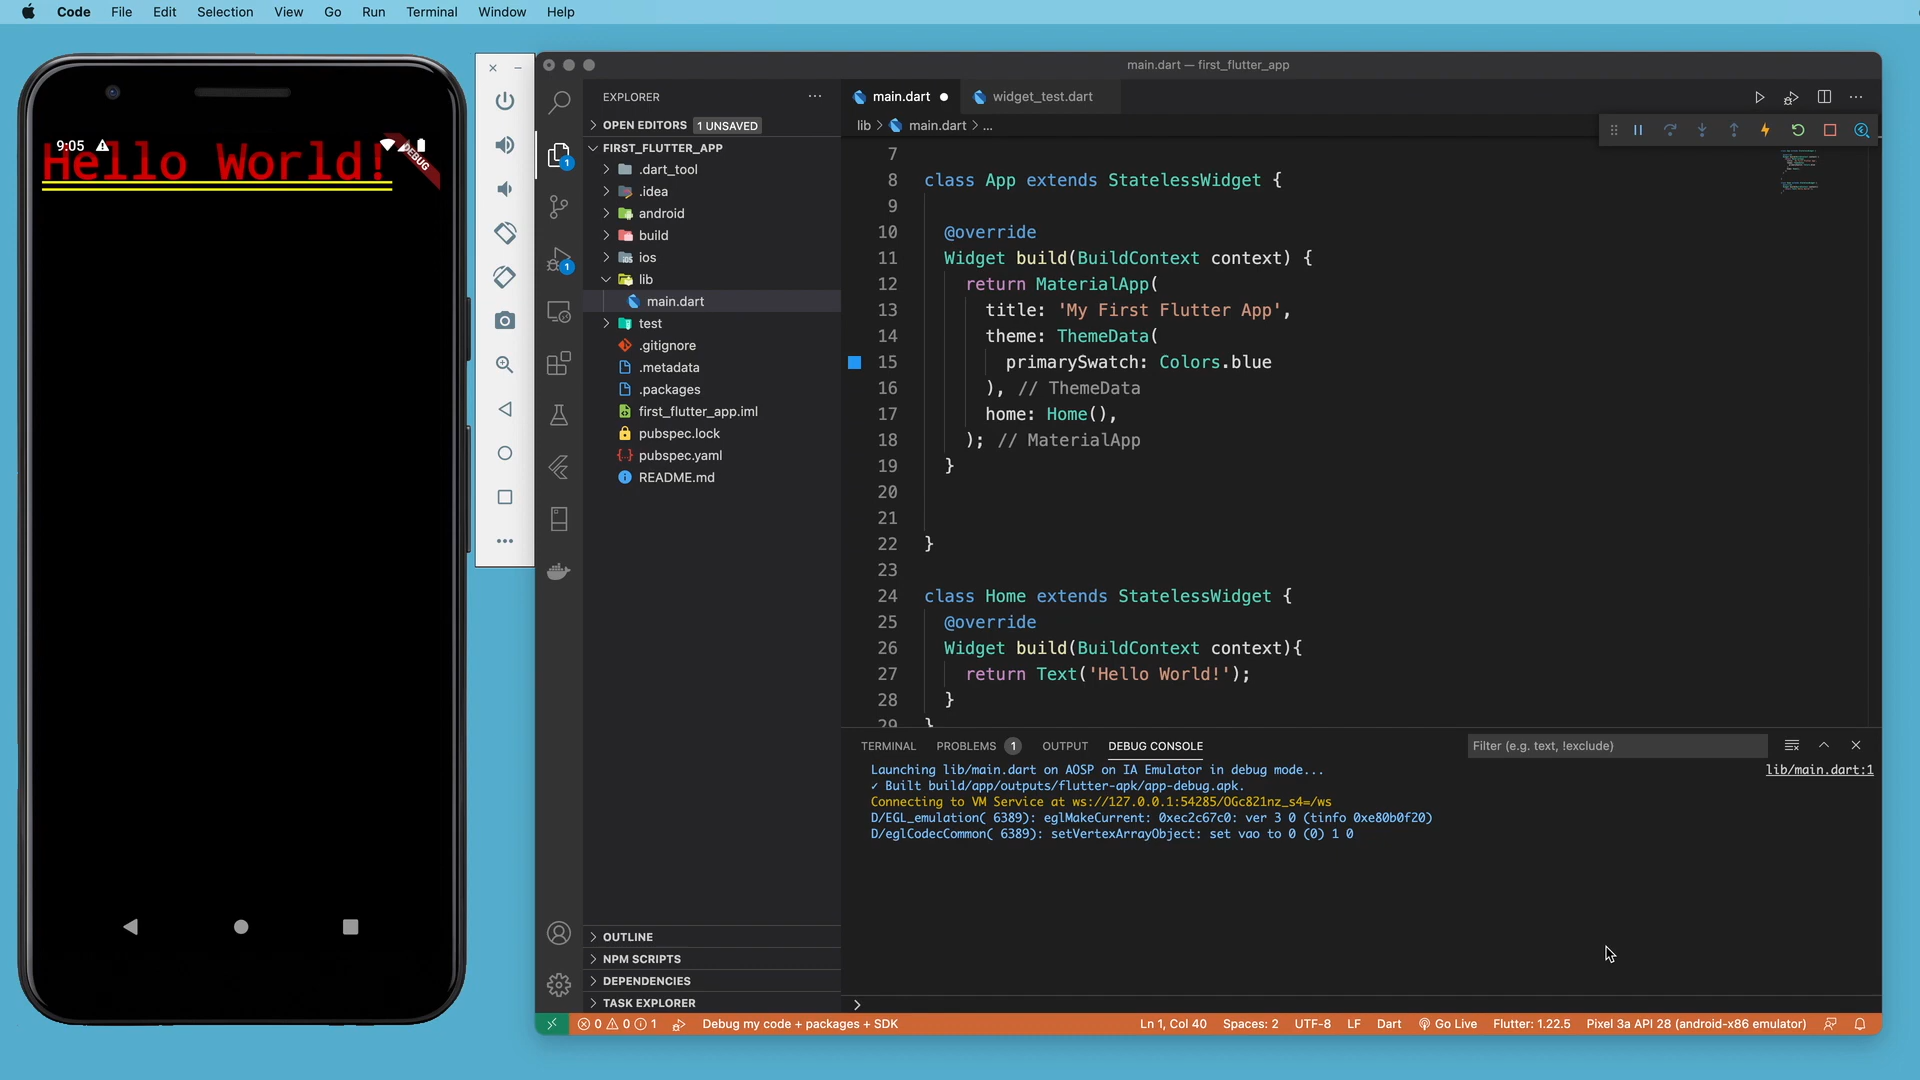 Code File Edit Selection View Go Run Terminal Window Help
9:05
DEBUG
Hello World!
main.dart — first_flutter_app
EXPLORER
OPEN EDITORS 1 UNSAVED
FIRST_FLUTTER_APP
.dart_tool
.idea
android
build
ios
lib
main.dart
test
.gitignore
.metadata
.packages
first_flutter_app.iml
pubspec.lock
pubspec.yaml
README.md
OUTLINE
NPM SCRIPTS
DEPENDENCIES
TASK EXPLORER
1
1
main.dart widget_test.dart
lib > main.dart > ...
7
8 class App extends StatelessWidget {
9
10 @override
11 Widget build(BuildContext context) {
12 return MaterialApp(
13 title: 'My First Flutter App',
14 theme: ThemeData(
15 primarySwatch: Colors.blue
16 ), // ThemeData
17 home: Home(),
18 ); // MaterialApp
19 }
20
21
22 }
23
24 class Home extends StatelessWidget {
25 @override
26 Widget build(BuildContext context){
27 return Text('Hello World!');
28 }
29 }
TERMINAL PROBLEMS 1 OUTPUT DEBUG CONSOLE Filter (e.g. text, !exclude)
Launching lib/main.dart on AOSP on IA Emulator in debug mode... lib/main.dart:1
✓ Built build/app/outputs/flutter-apk/app-debug.apk.
Connecting to VM Service at ws://127.0.0.1:54285/OGc821nz_s4=/ws
D/EGL_emulation( 6389): eglMakeCurrent: 0xec2c67c0: ver 3 0 (tinfo 0xe80b0f20)
D/eglCodecCommon( 6389): setVertexArrayObject: set vao to 0 (0) 1 0
0 0 1 Debug my code + packages + SDK Ln 1, Col 40 Spaces: 2 UTF-8 LF Dart Go Live Flutter: 1.22.5 Pixel 3a API 28 (android-x86 emulator)